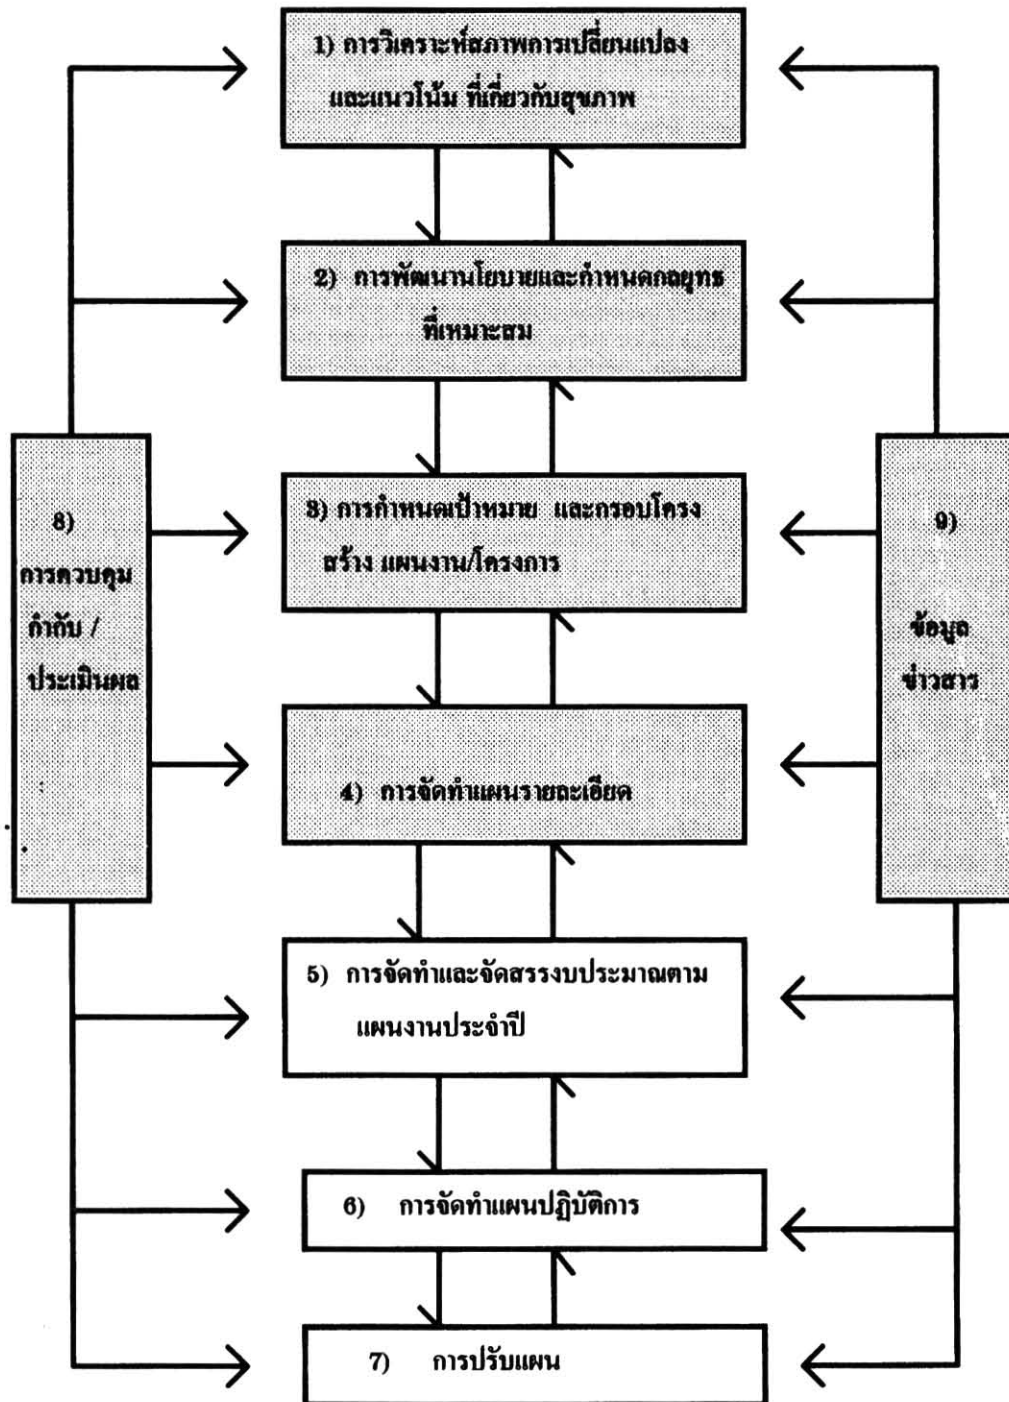 1) การวิเคราะห์สภาพการเปลี่ยนแปลง
และแนวโน้ม ที่เกี่ยวกับสุขภาพ
2) การพัฒนานโยบายและกำหนดกลยุทธ
ที่เหมาะสม
3) การกำหนดเป้าหมาย และกรอบโครง
สร้าง แผนงาน/โครงการ
4) การจัดทำแผนรายละเอียด
5) การจัดทำและจัดสรรงบประมาณตาม
แผนงานประจำปี
6) การจัดทำแผนปฏิบัติการ
7) การปรับแผน
8)
การควบคุม
กำกับ /
ประเมินผล
9)
ข้อมูล
ข่าวสาร